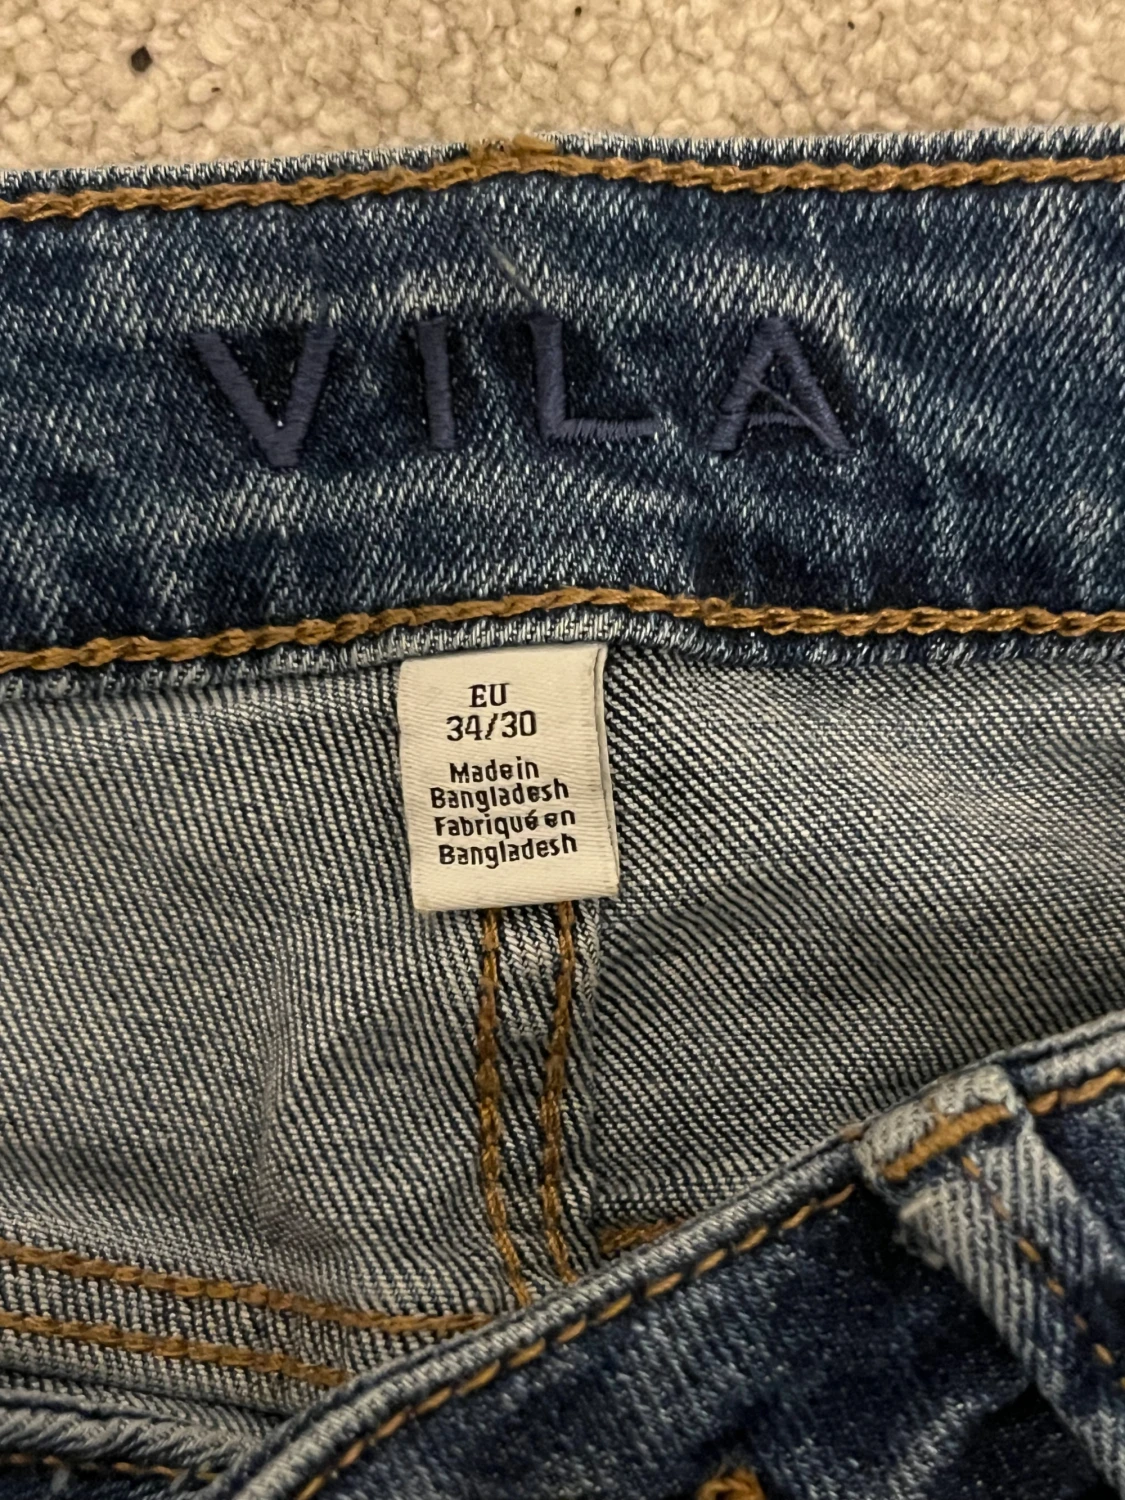 VILA
EU
34/30
Made in
Bangladesh
Fabriqué en
Bangladesh